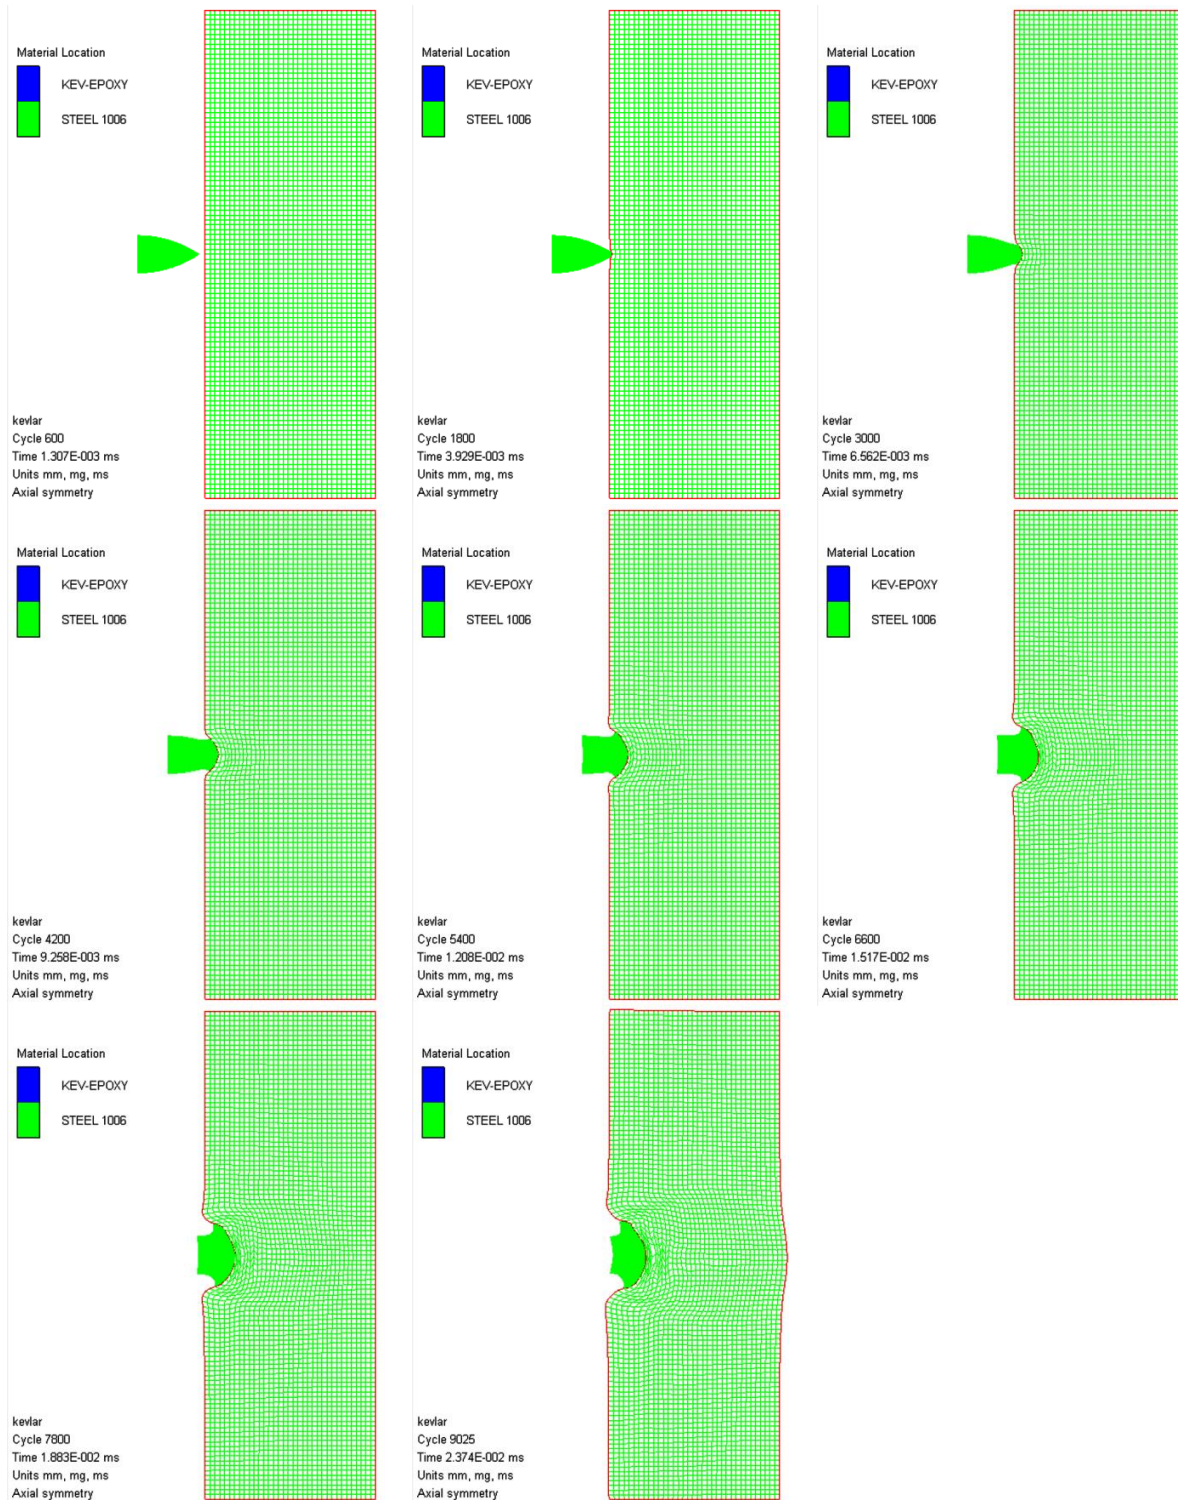 Material Location
KEV-EPOXY
STEEL 1006
kevlar
Cycle 600
Time 1.307E-003 ms
Units mm, mg, ms
Axial symmetry
Material Location
KEV-EPOXY
STEEL 1006
kevlar
Cycle 1800
Time 3.929E-003 ms
Units mm, mg, ms
Axial symmetry
Material Location
KEV-EPOXY
STEEL 1006
kevlar
Cycle 3000
Time 6.562E-003 ms
Units mm, mg, ms
Axial symmetry
Material Location
KEV-EPOXY
STEEL 1006
kevlar
Cycle 4200
Time 9.258E-003 ms
Units mm, mg, ms
Axial symmetry
Material Location
KEV-EPOXY
STEEL 1006
kevlar
Cycle 5400
Time 1.208E-002 ms
Units mm, mg, ms
Axial symmetry
Material Location
KEV-EPOXY
STEEL 1006
kevlar
Cycle 6600
Time 1.517E-002 ms
Units mm, mg, ms
Axial symmetry
Material Location
KEV-EPOXY
STEEL 1006
kevlar
Cycle 7800
Time 1.883E-002 ms
Units mm, mg, ms
Axial symmetry
Material Location
KEV-EPOXY
STEEL 1006
kevlar
Cycle 9025
Time 2.374E-002 ms
Units mm, mg, ms
Axial symmetry